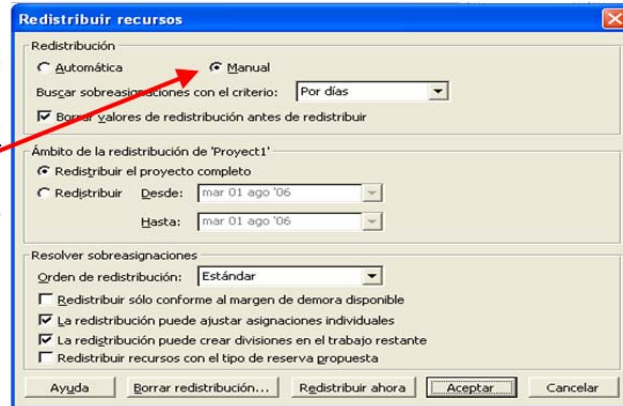 Redistribuir recursos
Redistribución
Automática Manual
Buscar sobreasignaciones con el criterio: Por días
Borrar valores de redistribución antes de redistribuir
Ámbito de la redistribución de 'Proyect1'
Redistribuir el proyecto completo
Redistribuir Desde: mar 01 ago '06
Hasta: mar 01 ago '06
Resolver sobreasignaciones
Orden de redistribución: Estándar
Redistribuir sólo conforme al margen de demora disponible
La redistribución puede ajustar asignaciones individuales
La redistribución puede crear divisiones en el trabajo restante
Redistribuir recursos con el tipo de reserva propuesta
Ayuda Borrar redistribución... Redistribuir ahora Aceptar Cancelar